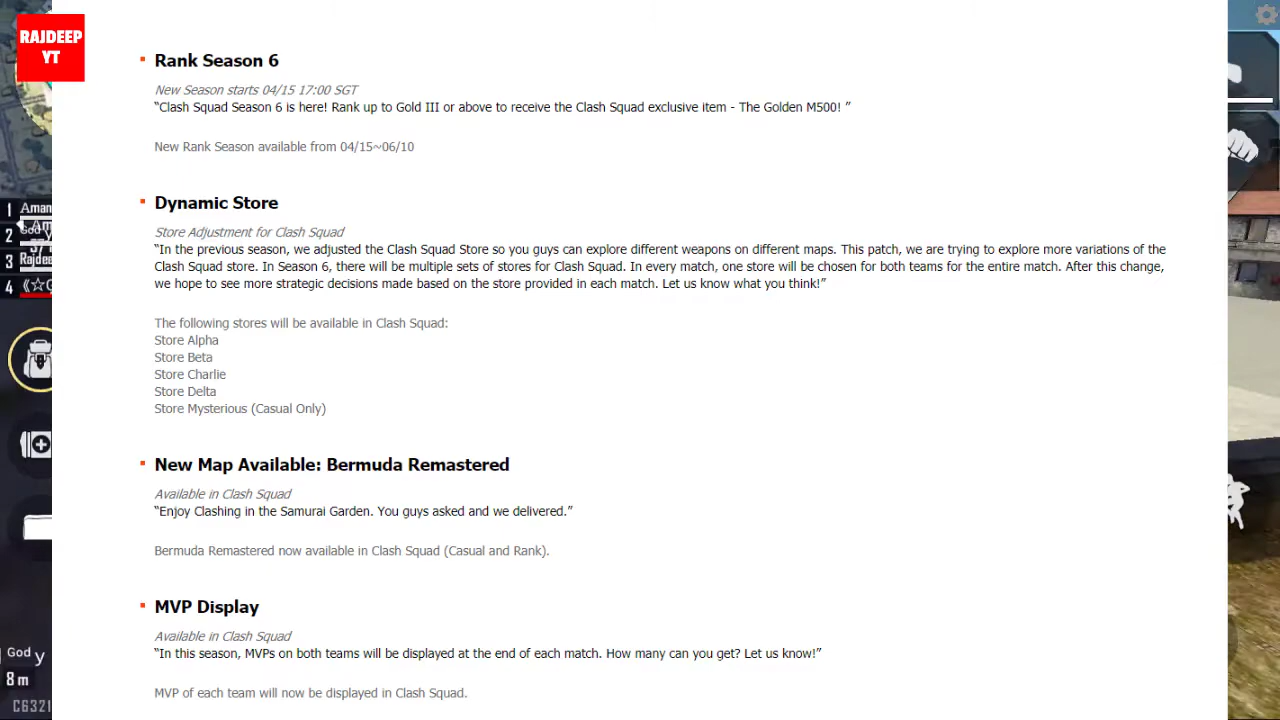 RAJDEEP
YT
Rank Season 6
New Season starts 04/15 17:00 SGT
“Clash Squad Season 6 is here! Rank up to Gold III or above to receive the Clash Squad exclusive item - The Golden M500! ”
New Rank Season available from 04/15~06/10
Dynamic Store
Store Adjustment for Clash Squad
“In the previous season, we adjusted the Clash Squad Store so you guys can explore different weapons on different maps. This patch, we are trying to explore more variations of the
Clash Squad store. In Season 6, there will be multiple sets of stores for Clash Squad. In every match, one store will be chosen for both teams for the entire match. After this change,
we hope to see more strategic decisions made based on the store provided in each match. Let us know what you think!”
The following stores will be available in Clash Squad:
Store Alpha
Store Beta
Store Charlie
Store Delta
Store Mysterious (Casual Only)
New Map Available: Bermuda Remastered
Available in Clash Squad
“Enjoy Clashing in the Samurai Garden. You guys asked and we delivered.”
Bermuda Remastered now available in Clash Squad (Casual and Rank).
MVP Display
Available in Clash Squad
“In this season, MVPs on both teams will be displayed at the end of each match. How many can you get? Let us know!”
MVP of each team will now be displayed in Clash Squad.
1 Aman
2 God y
3 Rajdee
4
God y
8m
C6321